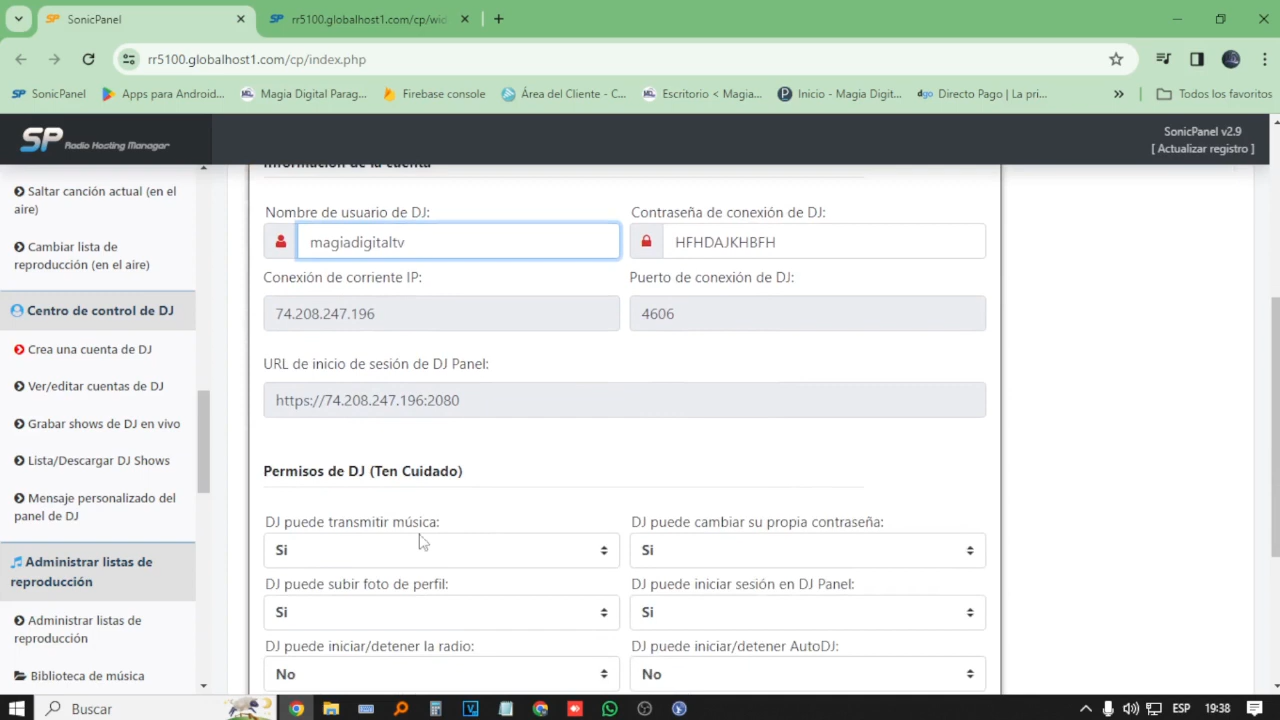 SonicPanel
rr5100.globalhost1.com/cp/wid
rr5100.globalhost1.com/cp/index.php
SonicPanel
Apps para Android...
Magia Digital Parag...
Firebase console
Área del Cliente - C...
Escritorio < Magia...
Inicio - Magia Digit...
Directo Pago | La pri...
Todos los favoritos
SP Radio Hosting Manager
SonicPanel v2.9
[ Actualizar registro ]
Saltar canción actual (en el
aire)
Cambiar lista de
reproducción (en el aire)
Centro de control de DJ
Crea una cuenta de DJ
Ver/editar cuentas de DJ
Grabar shows de DJ en vivo
Lista/Descargar DJ Shows
Mensaje personalizado del
panel de DJ
Administrar listas de
reproducción
Administrar listas de
reproducción
Biblioteca de música
Información de la cuenta
Nombre de usuario de DJ:
Contraseña de conexión de DJ:
magiadigitaltv
HFHDAJKHBFH
Conexión de corriente IP:
Puerto de conexión de DJ:
74.208.247.196
4606
URL de inicio de sesión de DJ Panel:
https://74.208.247.196:2080
Permisos de DJ (Ten Cuidado)
DJ puede transmitir música:
DJ puede cambiar su propia contraseña:
Si
Si
DJ puede subir foto de perfil:
DJ puede iniciar sesión en DJ Panel:
Si
Si
DJ puede iniciar/detener la radio:
DJ puede iniciar/detener AutoDJ:
No
No
Buscar
ESP
19:38